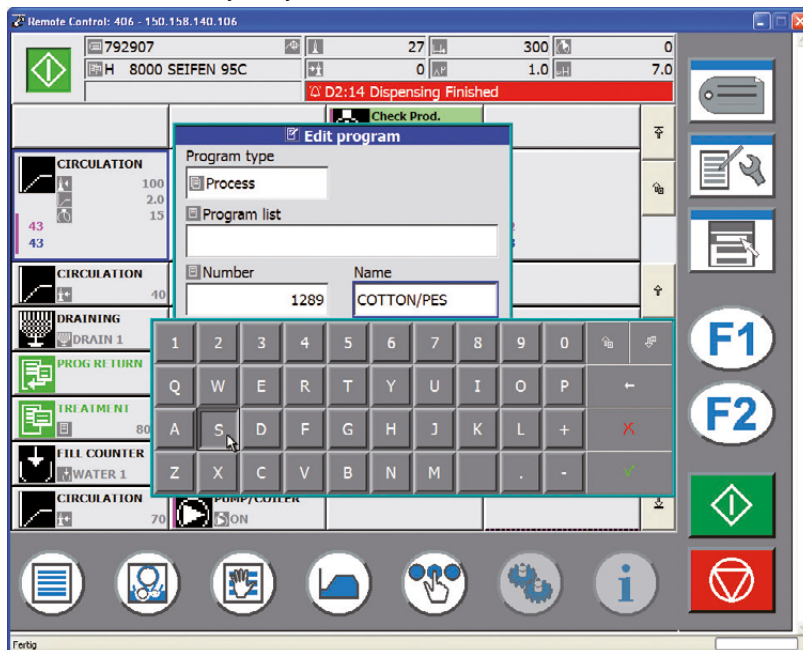 Remote Control: 406 - 150.158.140.106
792907 27 300 0
H 8000 SEIFEN 95C 0 1.0 7.0
D2:14 Dispensing Finished
Check Prod.
Edit program
Program type
Process
Program list
Number Name
1289 COTTON/PES
CIRCULATION
100
2.0
15
43
43
CIRCULATION
40
DRAINING
DRAIN 1
PROG RETURN
TREATMENT
80
FILL COUNTER
WATER 1
CIRCULATION
70
PUMP/COILER
ON
1 2 3 4 5 6 7 8 9 0
Q W E R T Y U I O P
A S D F G H J K L +
Z X C V B N M . -
F1
F2
i
Fertig